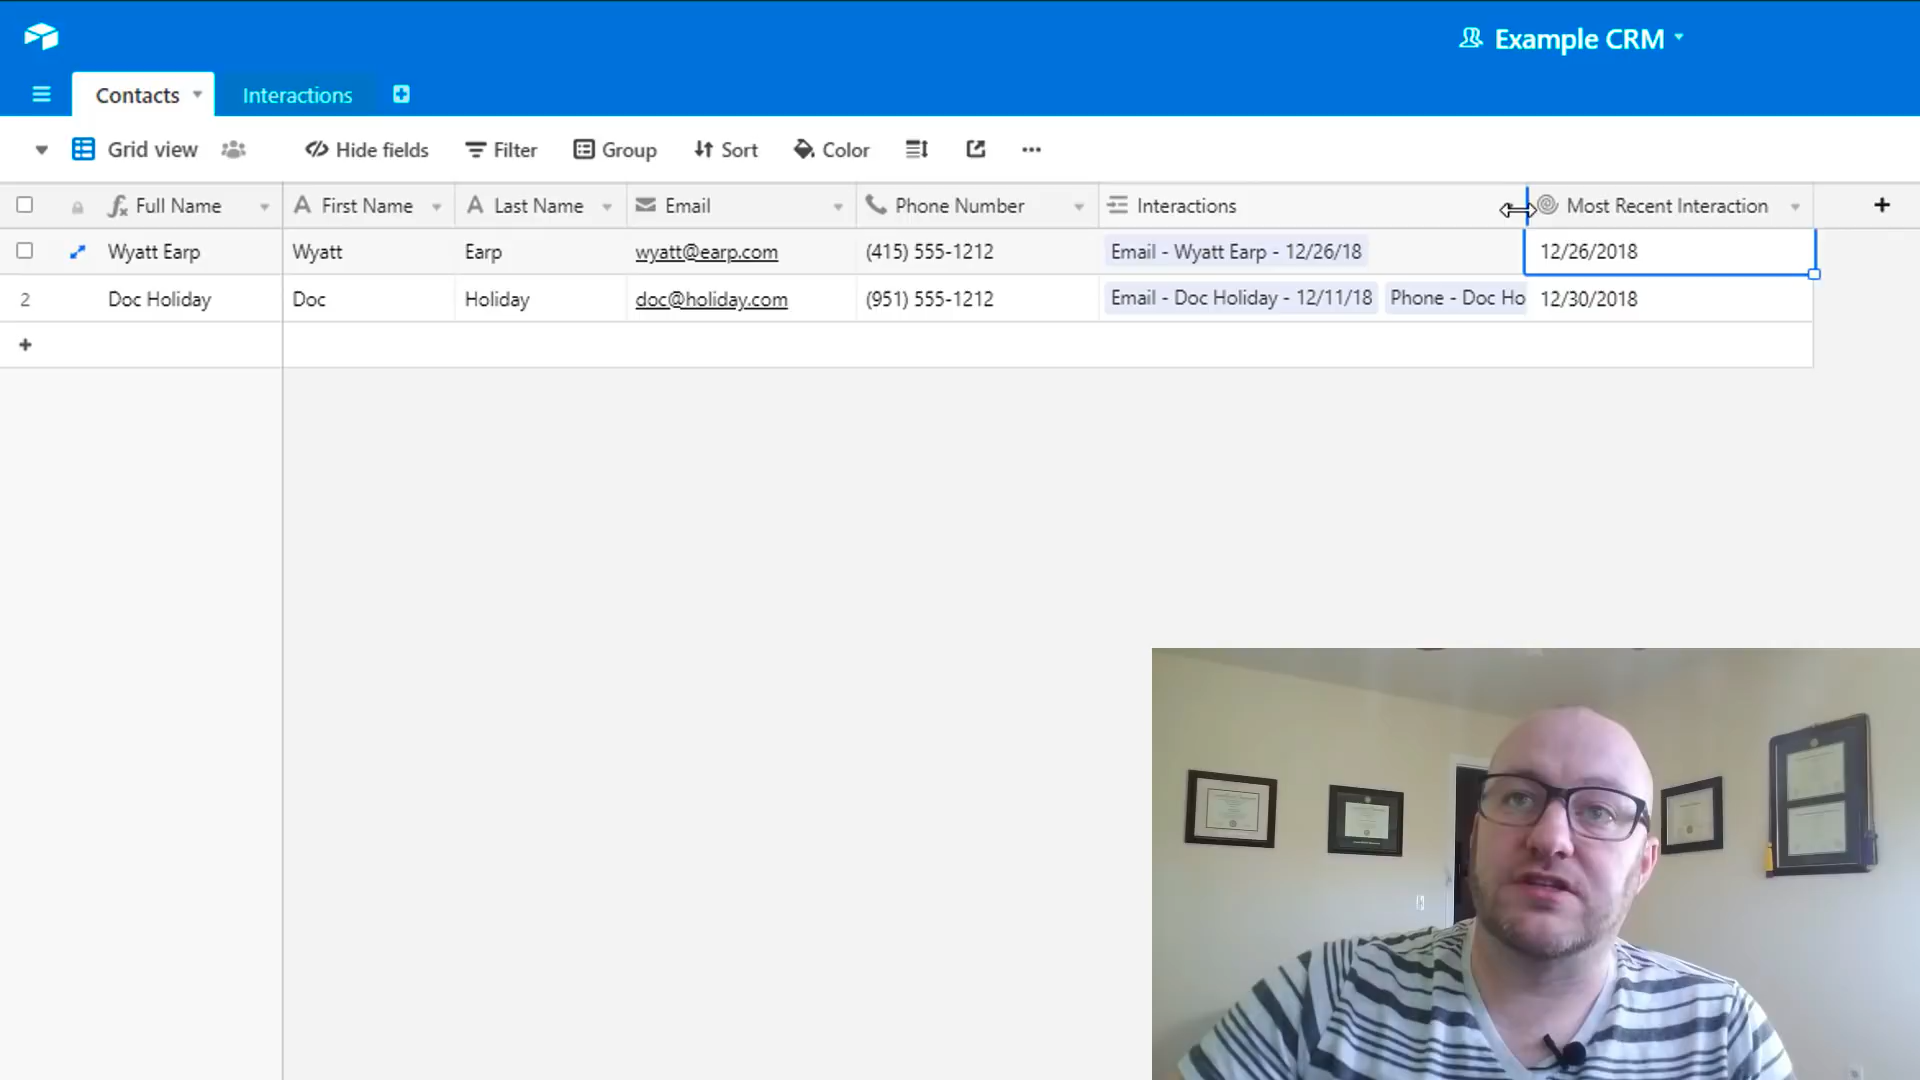 Example CRM
Contacts Interactions
Grid view Hide fields Filter Group Sort Color
Full Name First Name Last Name Email Phone Number Interactions Most Recent Interaction
Wyatt Earp Wyatt Earp wyatt@earp.com (415) 555-1212 Email - Wyatt Earp - 12/26/18 12/26/2018
2 Doc Holiday Doc Holiday doc@holiday.com (951) 555-1212 Email - Doc Holiday - 12/11/18 Phone - Doc Ho 12/30/2018